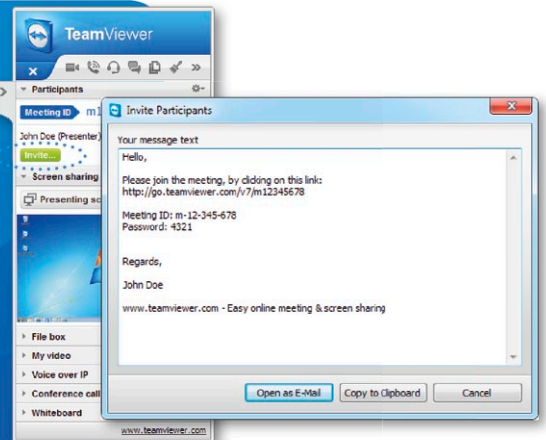 TeamViewer
Participants
Meeting ID m1
John Doe (Presenter)
Invite...
Screen sharing
Presenting sc
File box
My video
Voice over IP
Conference call
Whiteboard
www.teamviewer.com
Invite Participants
Your message text
Hello,
Please join the meeting, by clicking on this link:
http://go.teamviewer.com/v7/m12345678
Meeting ID: m-12-345-678
Password: 4321
Regards,
John Doe
www.teamviewer.com - Easy online meeting & screen sharing
Open as E-Mail
Copy to Clipboard
Cancel